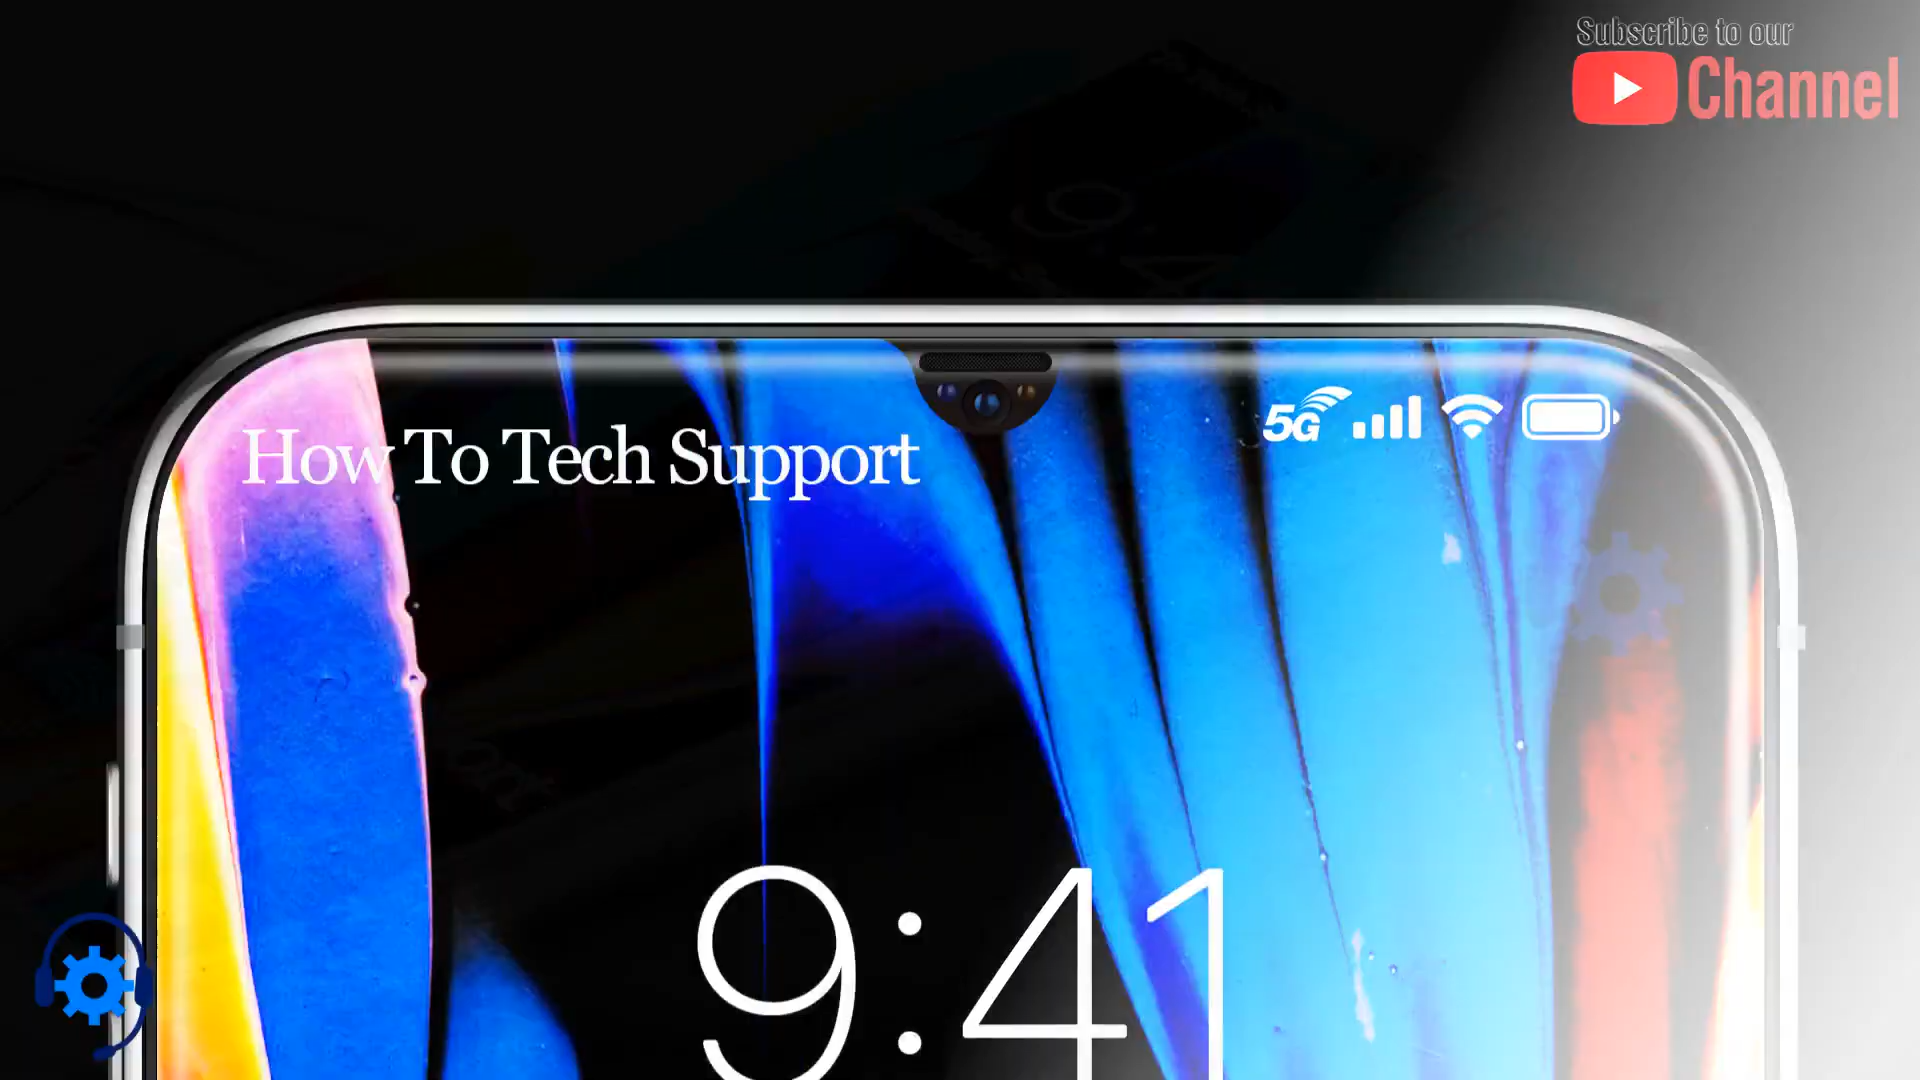 Subscribe to our
Channel
How To Tech Support
5G
9:41